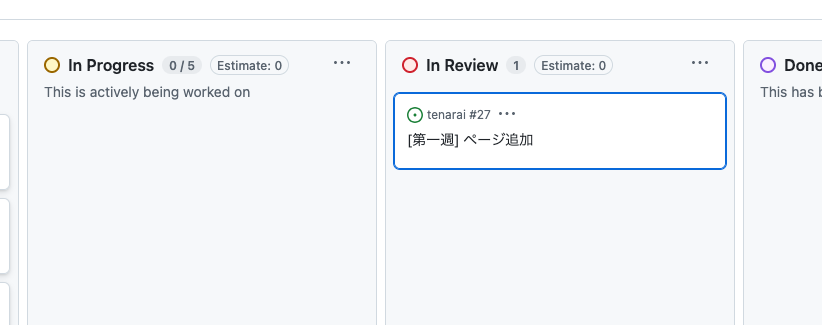 In Progress 0 / 5 Estimate: 0 ...
This is actively being worked on
In Review 1 Estimate: 0 ...
tenarai #27 ...
[第一週] ページ追加
Done
This has